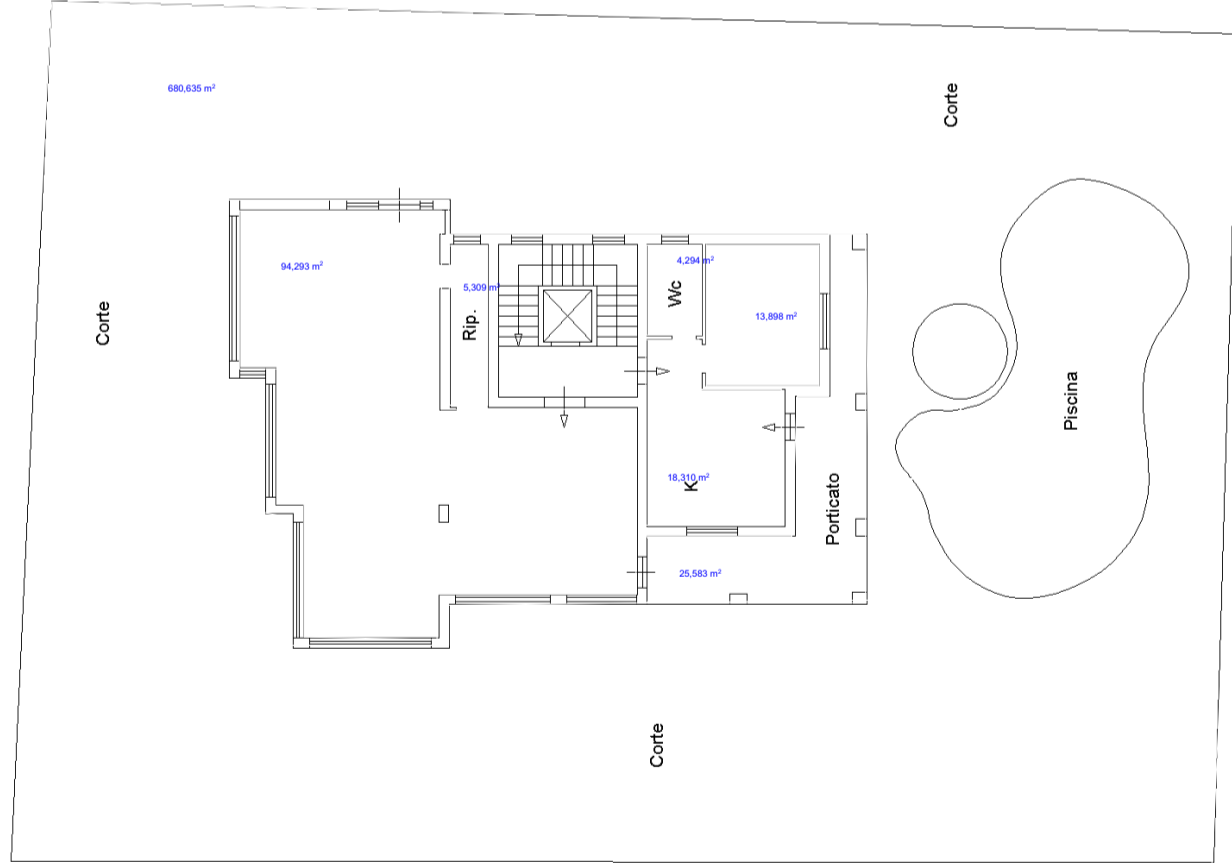 680,635 m²
Corte
94,293 m²
4,294 m²
5,309 m²
Wc
13,898 m²
Corte
Rip.
Piscina
18,310 m²
K
Porticato
25,583 m²
Corte